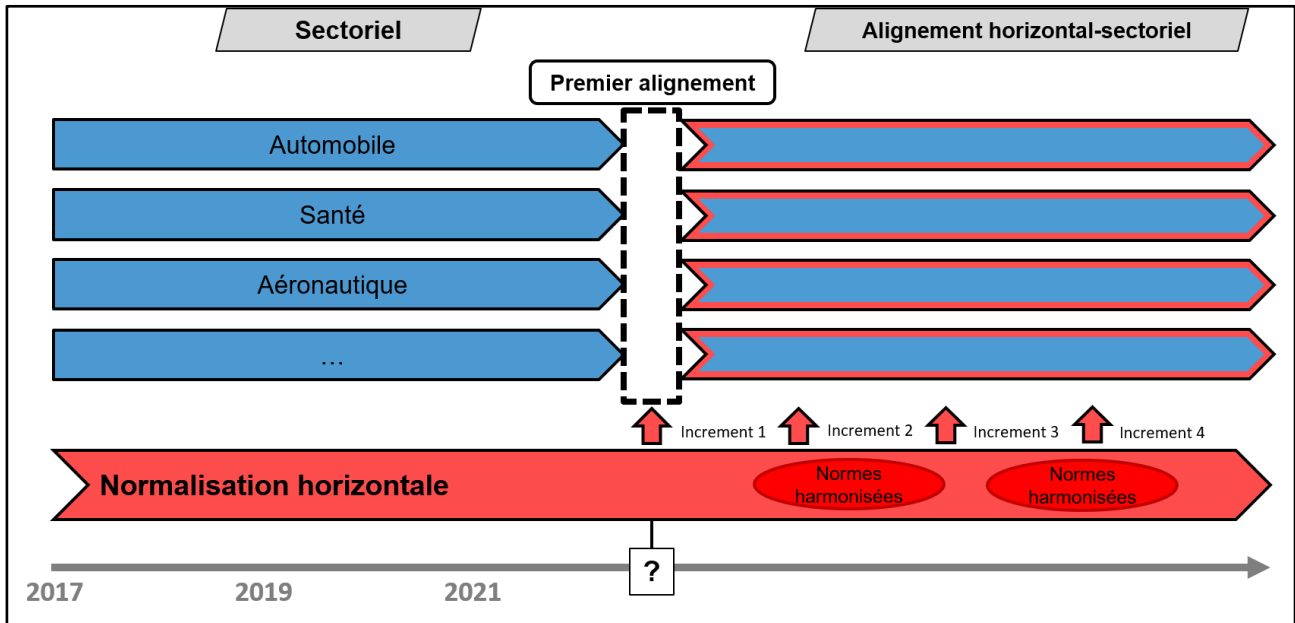 Sectoriel
Alignement horizontal-sectoriel
Premier alignement
Automobile
Santé
Aéronautique
...
Increment 1
Increment 2
Increment 3
Increment 4
Normalisation horizontale
Normes
harmonisées
Normes
harmonisées
?
2017
2019
2021